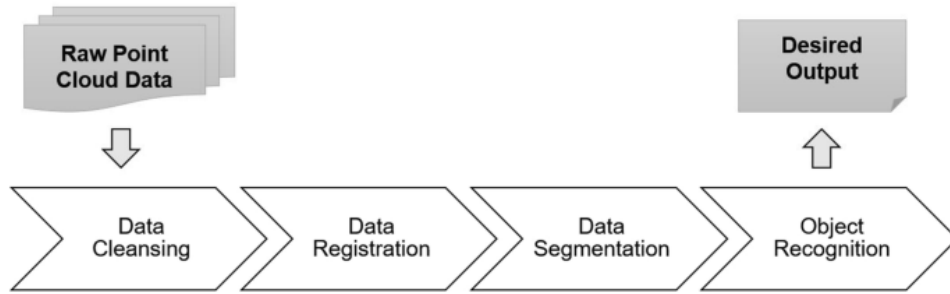 Raw Point
Cloud Data
Desired
Output
Data
Cleansing
Data
Registration
Data
Segmentation
Object
Recognition